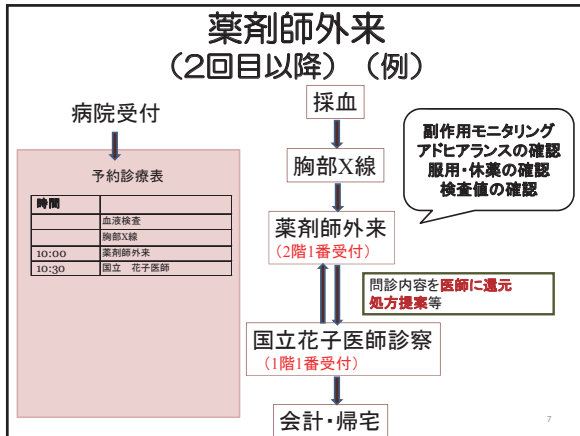 薬剤師外来
（2回目以降）（例）
病院受付
予約診療表
時間
血液検査
胸部X線
10:00 薬剤師外来
10:30 国立 花子医師
採血
胸部X線
薬剤師外来
（2階1番受付）
国立花子医師診察
（1階1番受付）
会計・帰宅
副作用モニタリング
アドヒアランスの確認
服用・休薬の確認
検査値の確認
問診内容を医師に還元
処方提案等
7